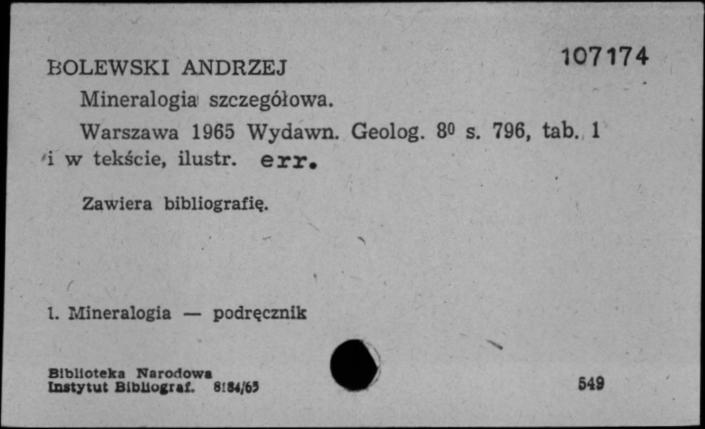 107174
BOLEWSKI ANDRZEJ
Mineralogia szczegółowa.
Warszawa 1965 Wydawn. Geolog. 8⁰ s. 796, tab. 1
i w tekście, ilustr. err.
Zawiera bibliografię.
1. Mineralogia — podręcznik
Biblioteka Narodowa
Instytut Bibliograf. 8184/65
549